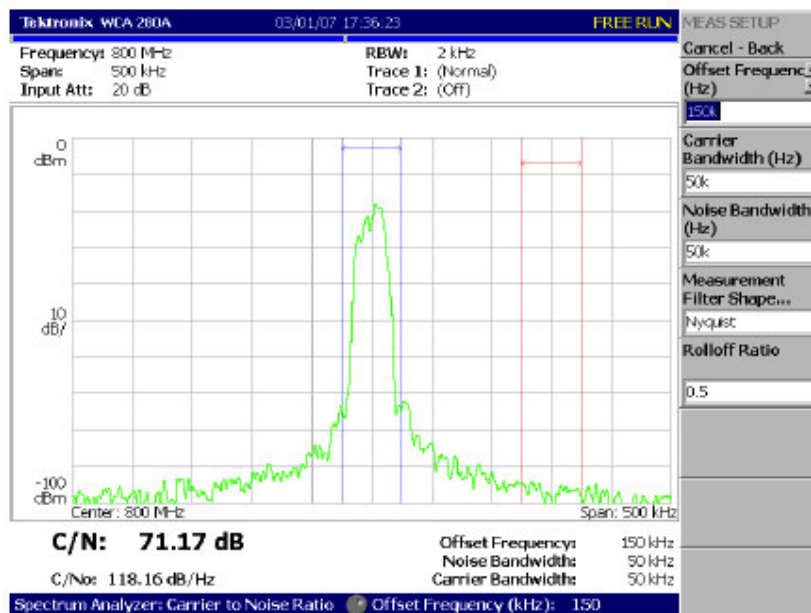 Tektronix WCA 280A 03/01/07 17:36:23 FREE RUN
Frequency: 800 MHz RBW: 2 kHz
Span: 500 kHz Trace 1: (Normal)
Input Att: 20 dB Trace 2: (Off)
0
dBm
10
dB/
-100
dBm
Center: 800 MHz Span: 500 kHz
C/N: 71.17 dB
C/No: 118.16 dB/Hz
Offset Frequency: 150 kHz
Noise Bandwidth: 50 kHz
Carrier Bandwidth: 50 kHz
Spectrum Analyzer: Carrier to Noise Ratio Offset Frequency (kHz): 150
MEAS SETUP
Cancel - Back
Offset Frequenc
(Hz)
150k
Carrier
Bandwidth (Hz)
50k
Noise Bandwidth
(Hz)
50k
Measurement
Filter Shape...
Nyquist
Rolloff Ratio
0.5